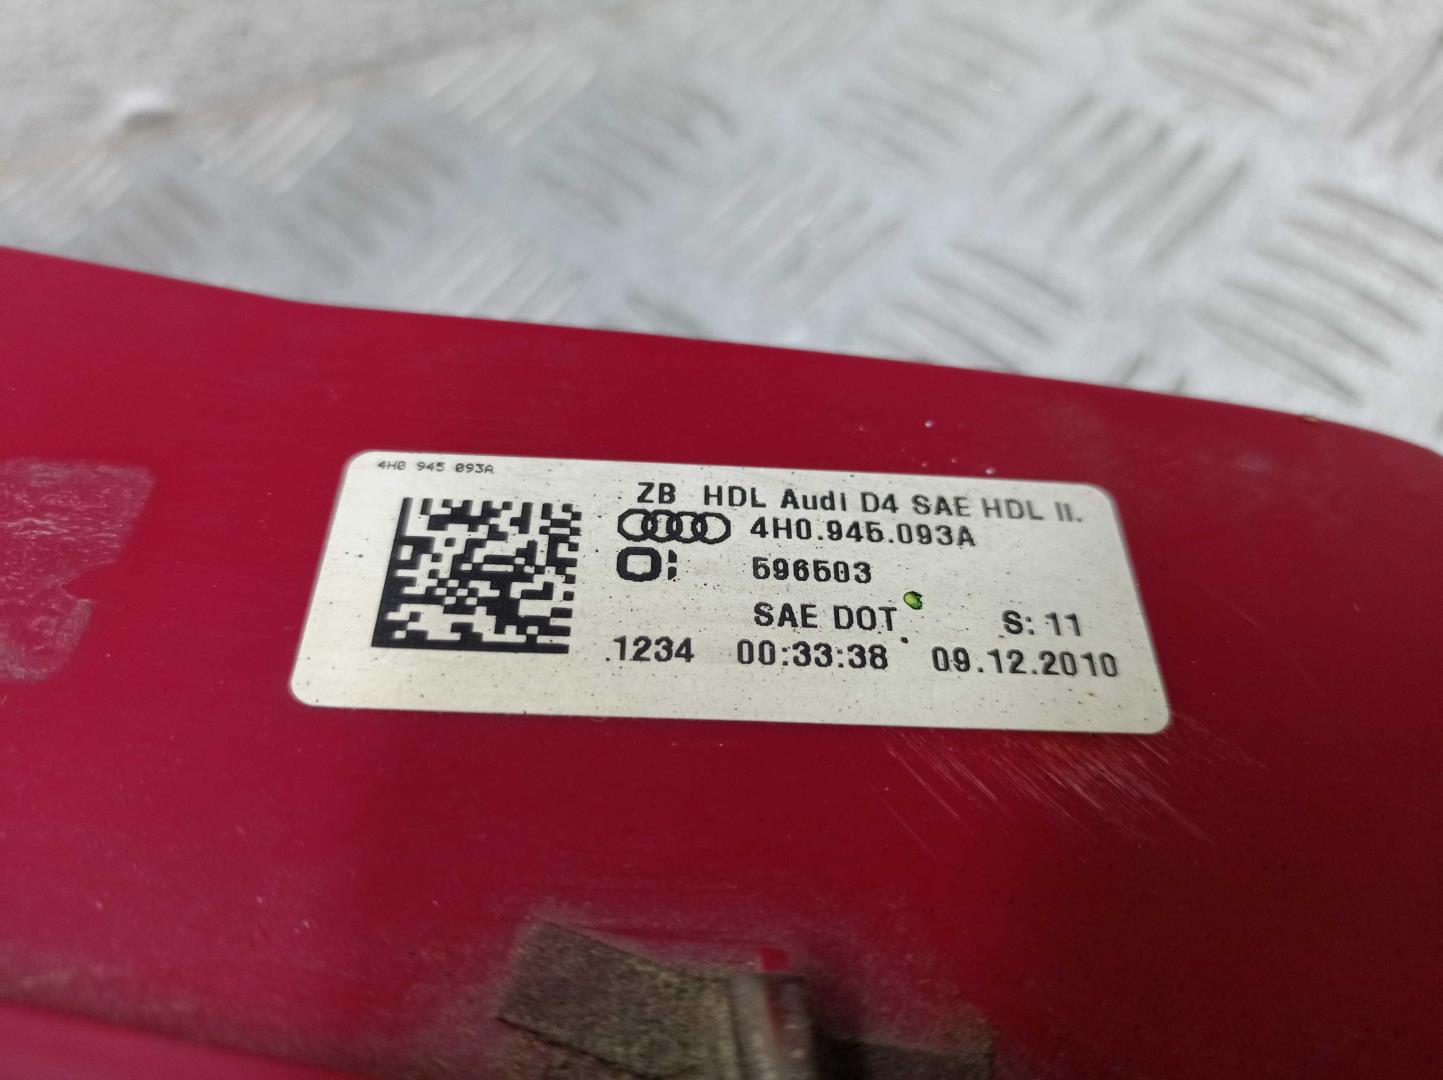 4H0 945 093A
ZB HDL Audi D4 SAE HDL II.
4H0.945.093A
O: 596503
SAE DOT S: 11
.1234 00:33:38 09.12.2010